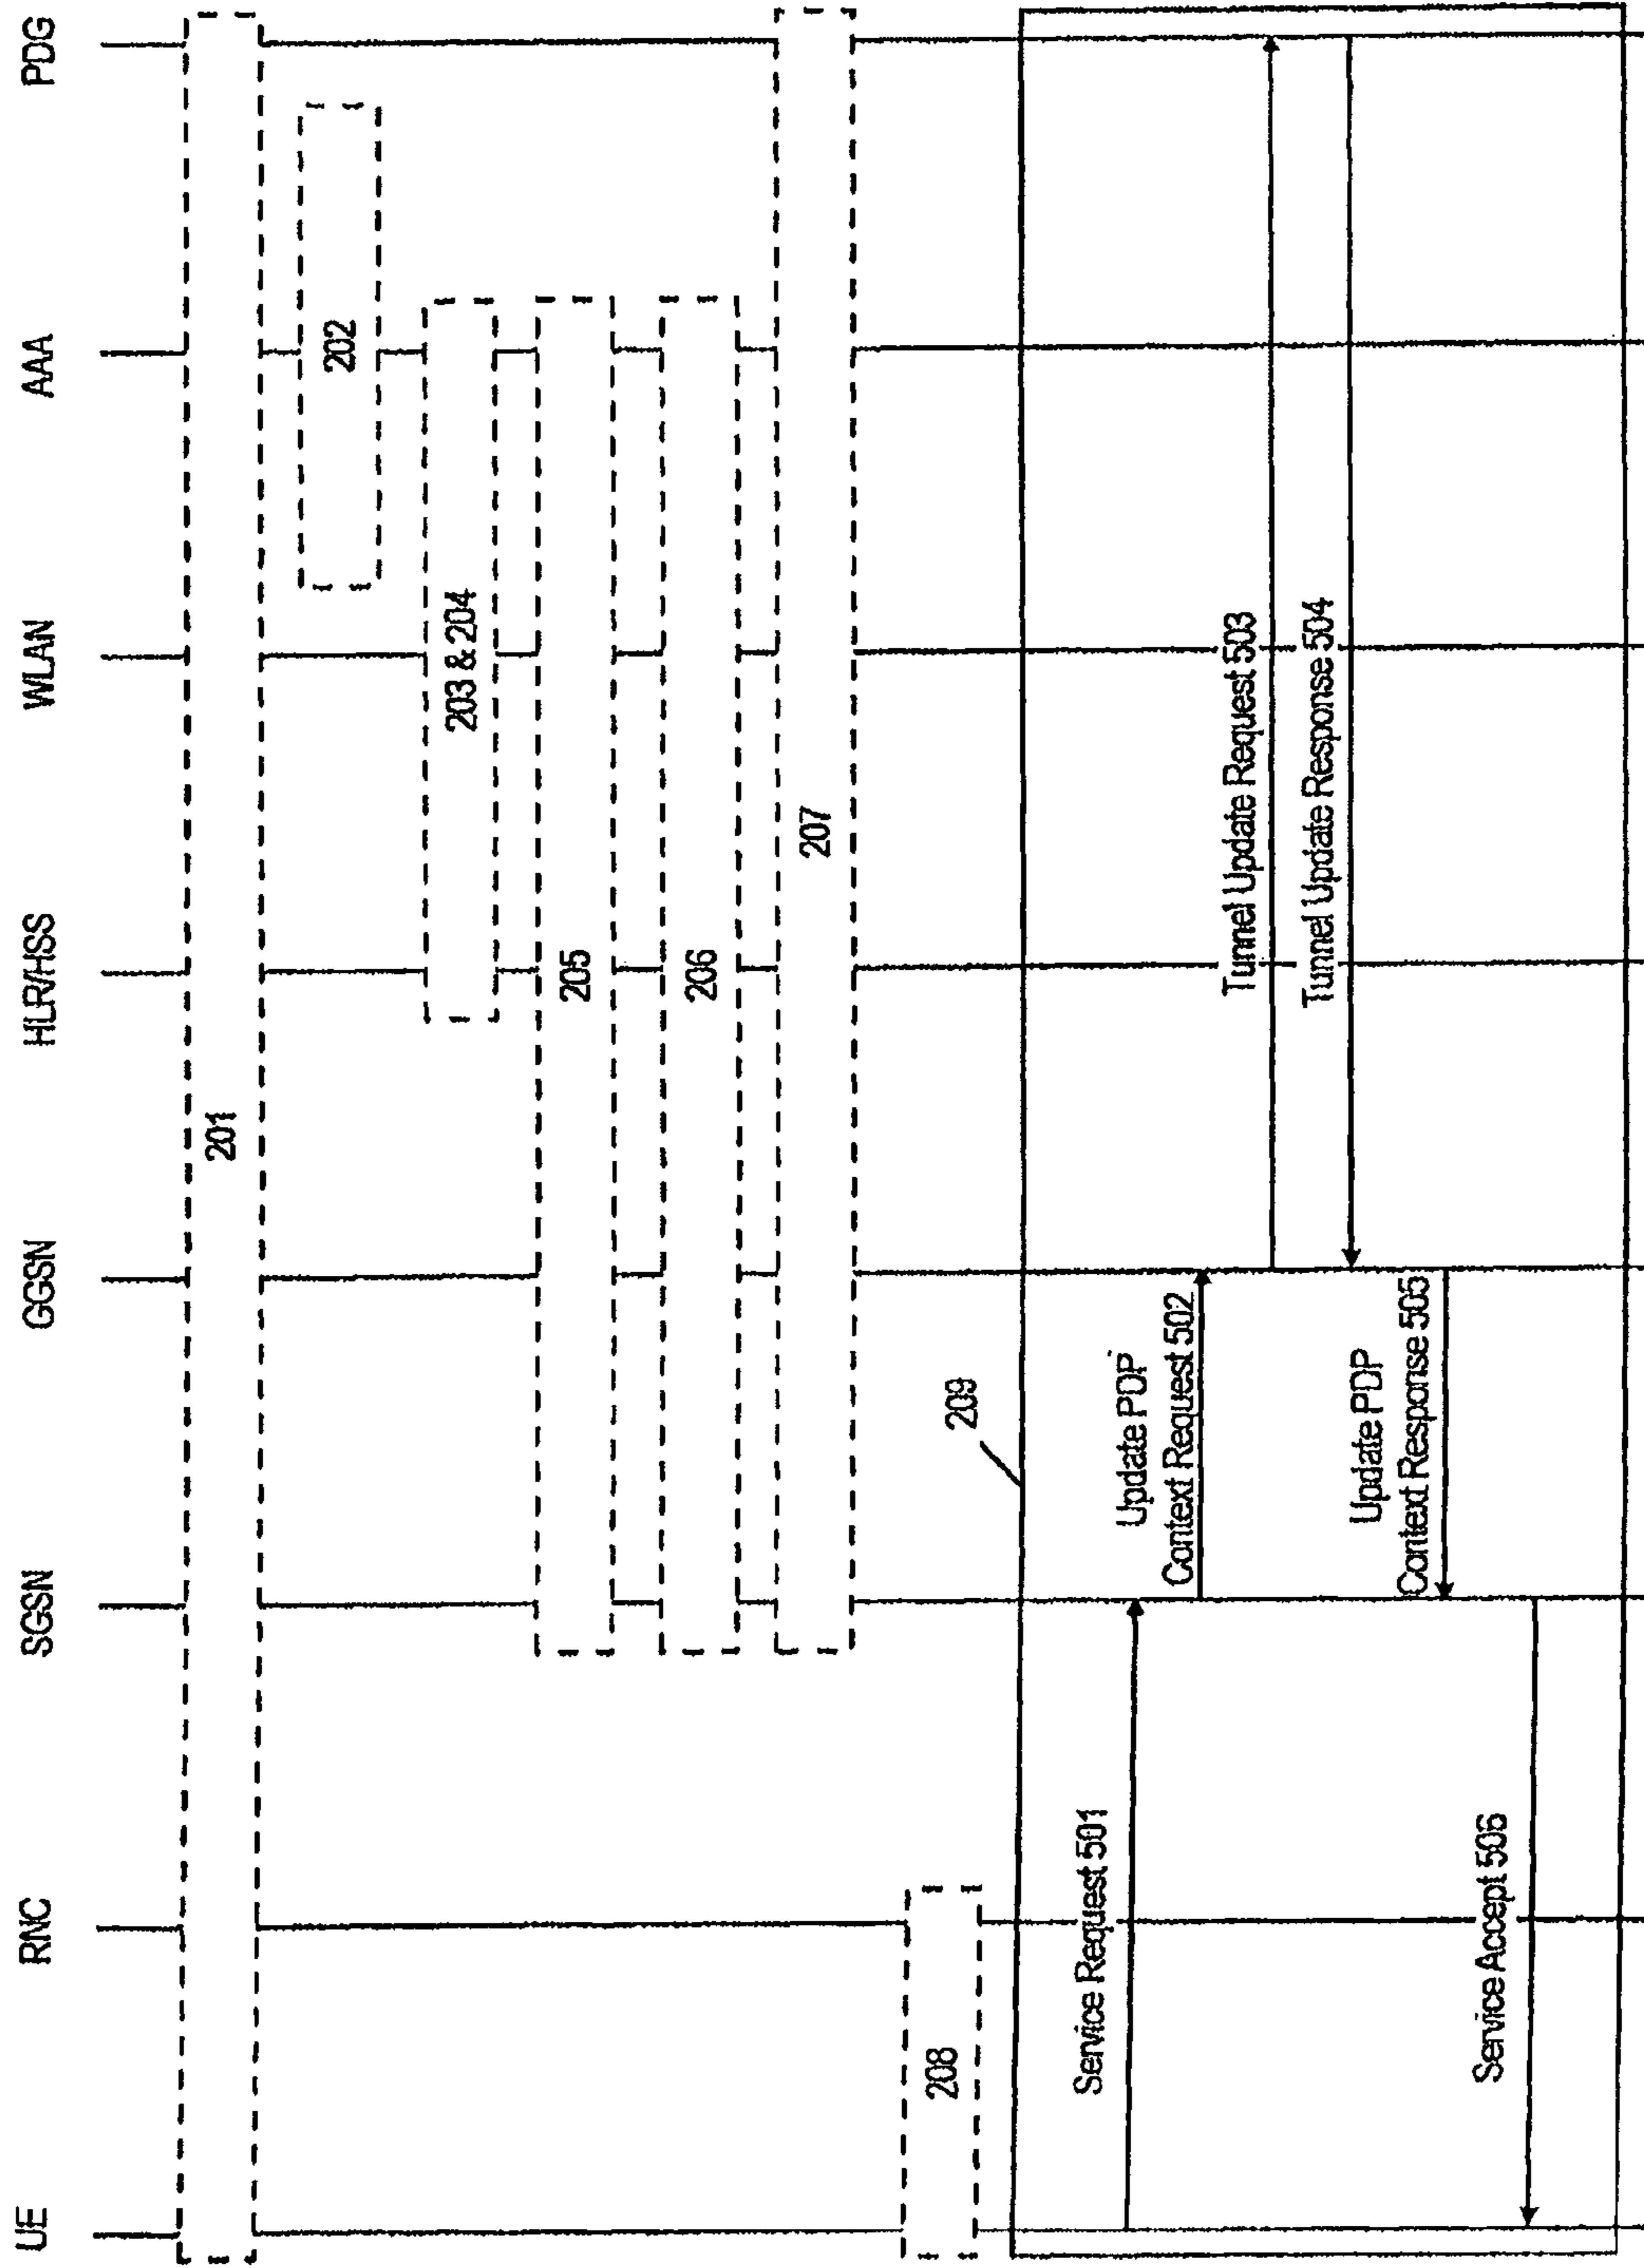 UE
RNC
SGSN
GGSN
HLR/HSS
WLAN
AAA
PDG
201
202
203 & 204
205
206
207
208
209
Service Request 501
Update PDP
Context Request 502
Tunnel Update Request 503
Tunnel Update Response 504
Update PDP
Context Response 505
Service Accept 506